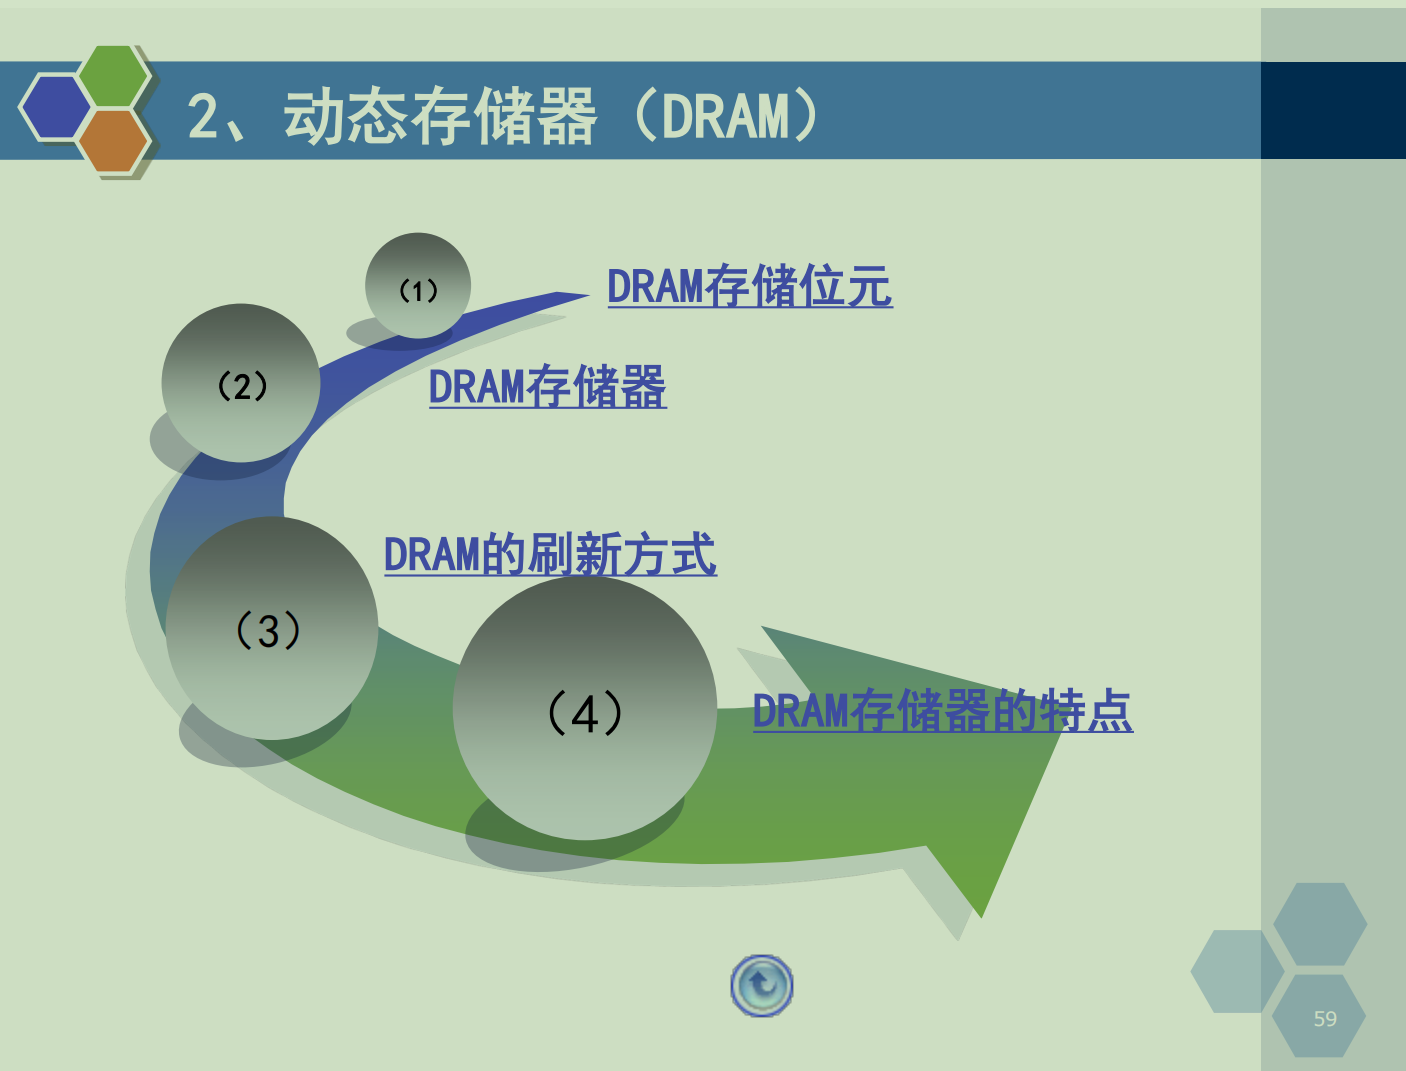 2、动态存储器（DRAM）
（1）
DRAM存储位元
（2）
DRAM存储器
DRAM的刷新方式
（3）
（4）
DRAM存储器的特点
59